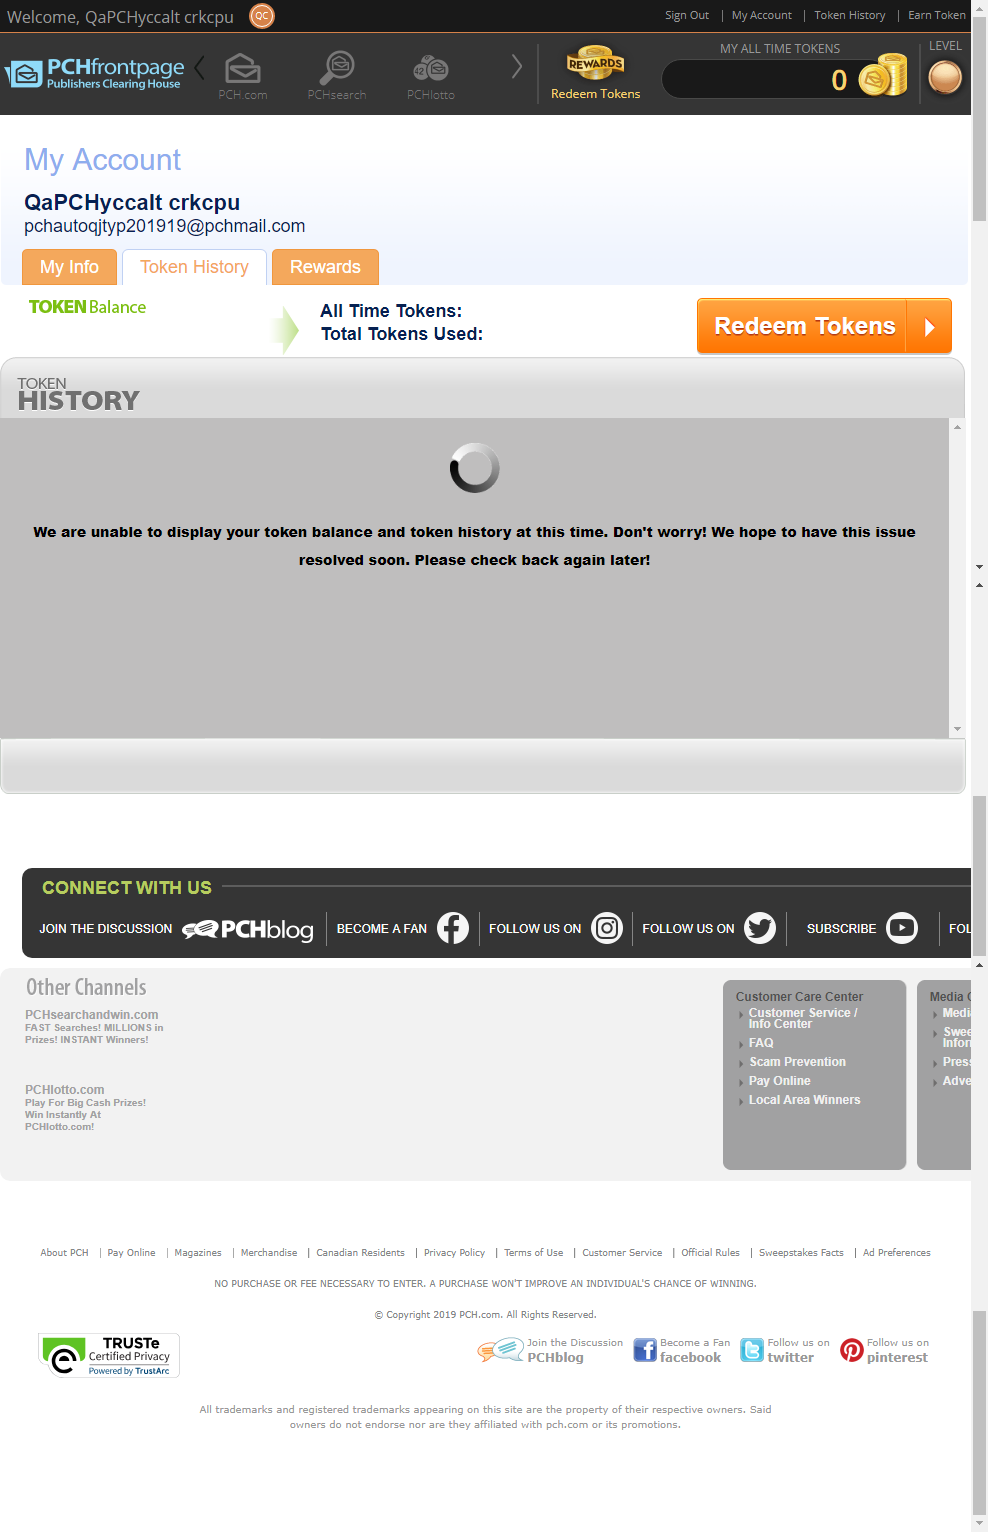 Welcome, QaPCHyccalt crkcpu
QC
Sign Out | My Account | Token History | Earn Token
PCHfrontpage
Publishers Clearing House
PCH.com
PCHsearch
42
PCHlotto
REWARDS
Redeem Tokens
MY ALL TIME TOKENS
0
LEVEL
My Account
QaPCHyccalt crkcpu
pchautoqjtyp201919@pchmail.com
My Info
Token History
Rewards
TOKEN Balance
All Time Tokens:
Total Tokens Used:
Redeem Tokens
TOKEN
HISTORY
We are unable to display your token balance and token history at this time. Don't worry! We hope to have this issue
resolved soon. Please check back again later!
CONNECT WITH US
JOIN THE DISCUSSION PCHblog
BECOME A FAN
FOLLOW US ON
FOLLOW US ON
SUBSCRIBE
FOL
Other Channels
PCHsearchandwin.com
FAST Searches! MILLIONS in
Prizes! INSTANT Winners!
PCHlotto.com
Play For Big Cash Prizes!
Win Instantly At
PCHlotto.com!
Customer Care Center
Customer Service /
Info Center
FAQ
Scam Prevention
Pay Online
Local Area Winners
Media C
Medi
Swee
Infor
Press
Adve
About PCH | Pay Online | Magazines | Merchandise | Canadian Residents | Privacy Policy | Terms of Use | Customer Service | Official Rules | Sweepstakes Facts | Ad Preferences
NO PURCHASE OR FEE NECESSARY TO ENTER. A PURCHASE WON'T IMPROVE AN INDIVIDUAL'S CHANCE OF WINNING.
© Copyright 2019 PCH.com. All Rights Reserved.
TRUSTe
Certified Privacy
Powered by TrustArc
Join the Discussion
PCHblog
Become a Fan
facebook
Follow us on
twitter
Follow us on
pinterest
All trademarks and registered trademarks appearing on this site are the property of their respective owners. Said
owners do not endorse nor are they affiliated with pch.com or its promotions.